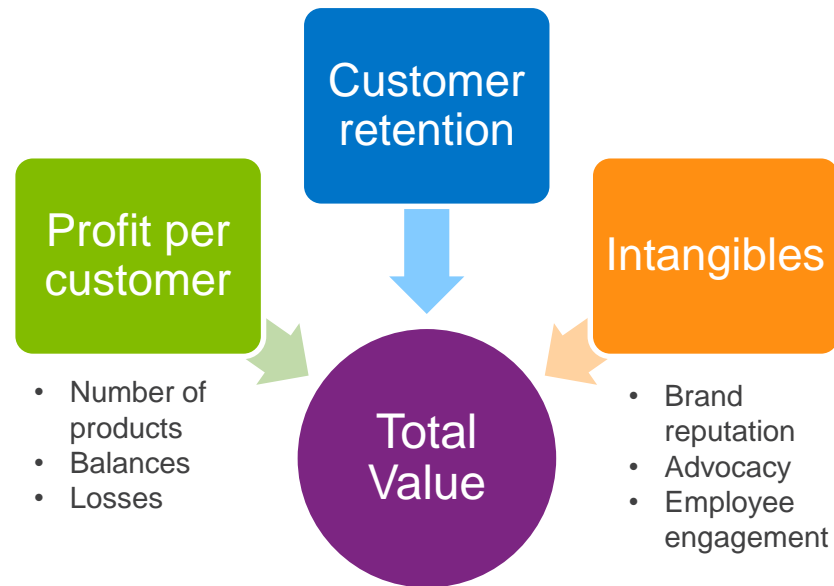 Customer
retention
Profit per
customer
Intangibles
• Number of
products
• Balances
• Losses
Total
Value
• Brand
reputation
• Advocacy
• Employee
engagement